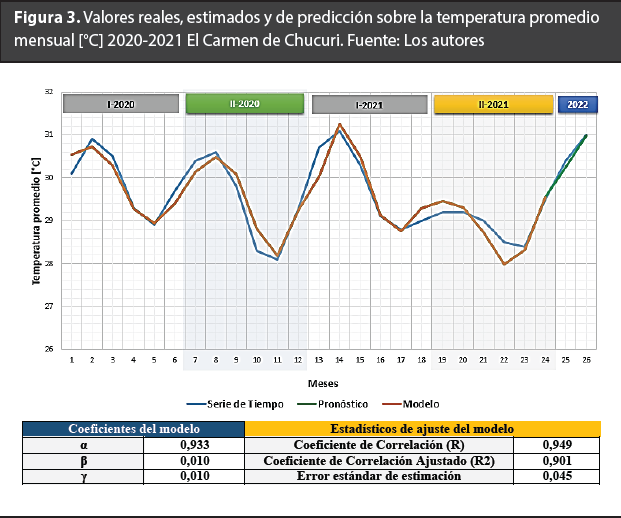 Figura 3. Valores reales, estimados y de predicción sobre la temperatura promedio
mensual [°C] 2020-2021 El Carmen de Chucuri. Fuente: Los autores
32
31
30
29
28
27
26
Temperatura promedio [°C]
I-2020
II-2020
I-2021
II-2021
2022
1 2 3 4 5 6 7 8 9 10 11 12 13 14 15 16 17 18 19 20 21 22 23 24 25 26
Meses
Serie de Tiempo Pronóstico Modelo
Coeficientes del modelo Estadísticos de ajuste del modelo
α 0,933 Coeficiente de Correlación (R) 0,949
β 0,010 Coeficiente de Correlación Ajustado (R2) 0,901
γ 0,010 Error estándar de estimación 0,045